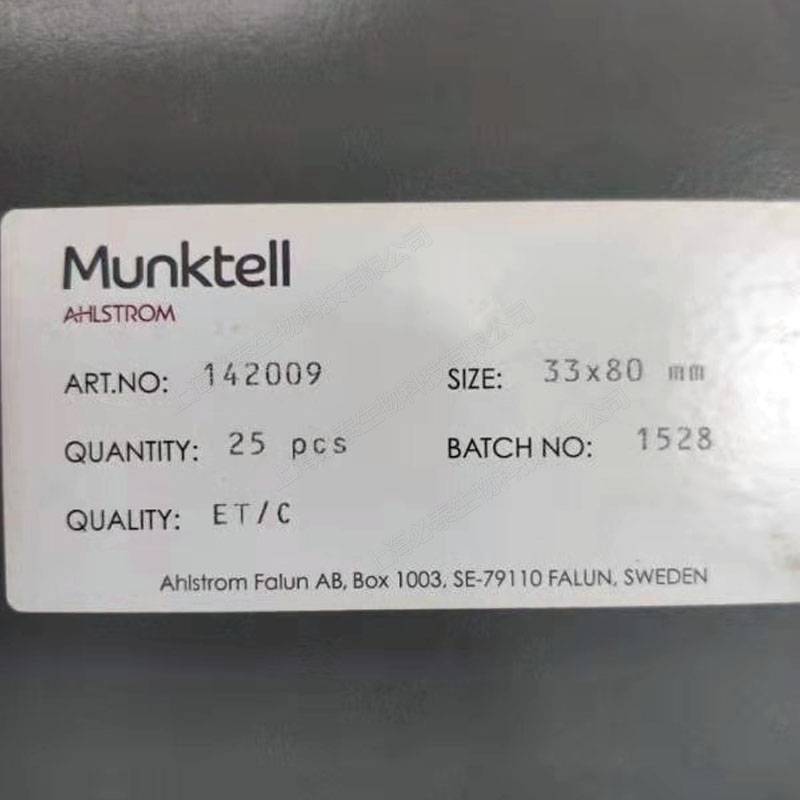 Munktell
AHLSTROM
ART.NO: 142009 SIZE: 33x80 mm
QUANTITY: 25 pcs BATCH NO: 1528
QUALITY: ET/C
Ahlstrom Falun AB, Box 1003, SE-79110 FALUN, SWEDEN